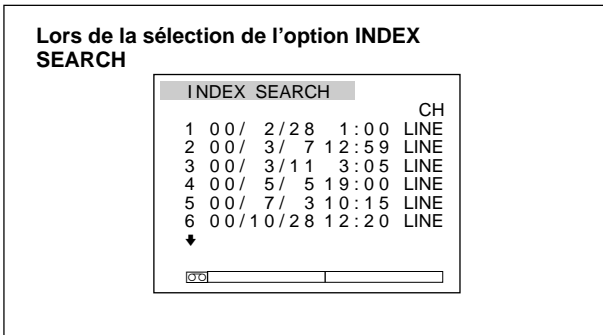 Lors de la sélection de l’option INDEX
SEARCH
INDEX SEARCH
CH
1 00/ 2/28 1:00 LINE
2 00/ 3/ 7 12:59 LINE
3 00/ 3/11 3:05 LINE
4 00/ 5/ 5 19:00 LINE
5 00/ 7/ 3 10:15 LINE
6 00/10/28 12:20 LINE